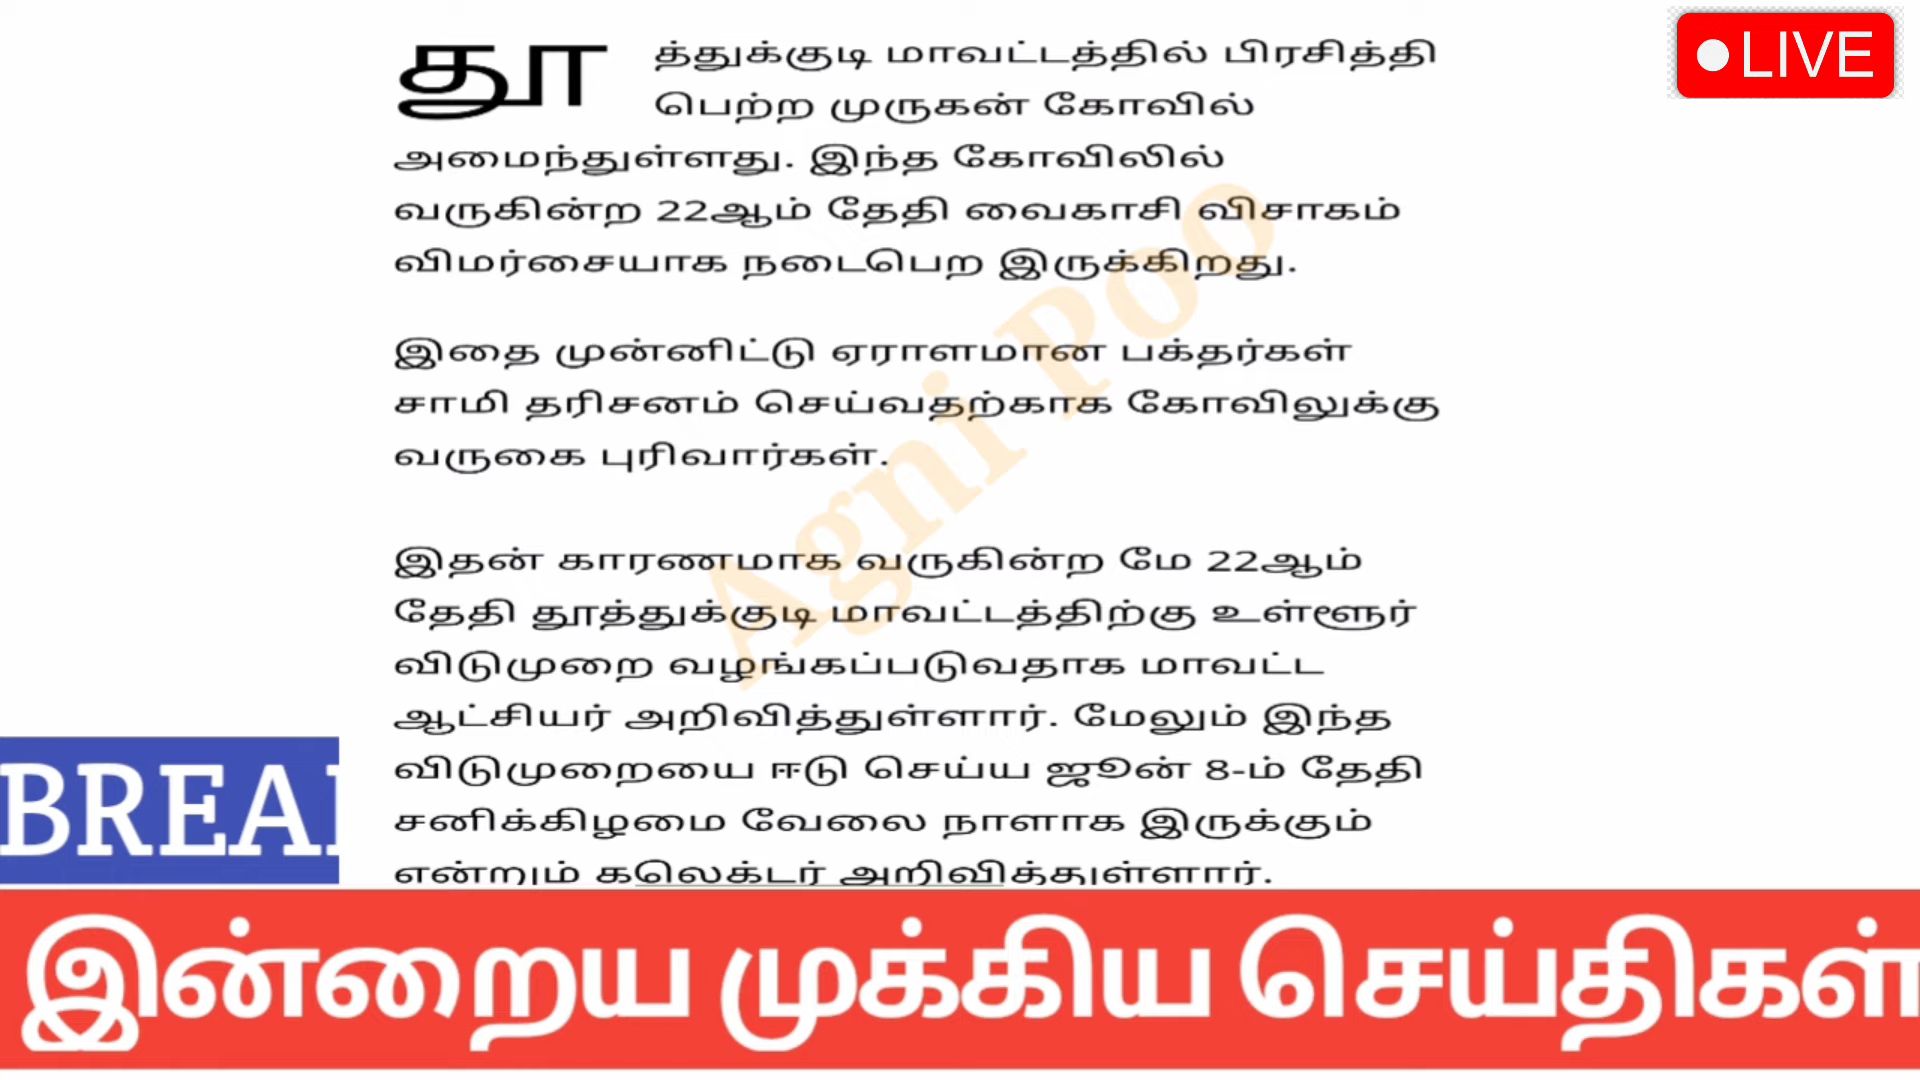 LIVE
தூத்துக்குடி மாவட்டத்தில் பிரசித்தி
பெற்ற முருகன் கோவில்
அமைந்துள்ளது. இந்த கோவிலில்
வருகின்ற 22ஆம் தேதி வைகாசி விசாகம்
விமர்சையாக நடைபெற இருக்கிறது.
இதை முன்னிட்டு ஏராளமான பக்தர்கள்
சாமி தரிசனம் செய்வதற்காக கோவிலுக்கு
வருகை புரிவார்கள்.
இதன் காரணமாக வருகின்ற மே 22ஆம்
தேதி தூத்துக்குடி மாவட்டத்திற்கு உள்ளூர்
விடுமுறை வழங்கப்படுவதாக மாவட்ட
ஆட்சியர் அறிவித்துள்ளார். மேலும் இந்த
விடுமுறையை ஈடு செய்ய ஜூன் 8-ம் தேதி
சனிக்கிழமை வேலை நாளாக இருக்கும்
என்றும் கலெக்டர் அறிவித்துள்ளார்.
Agni Poo
BREA
இன்றைய முக்கிய செய்திகள்